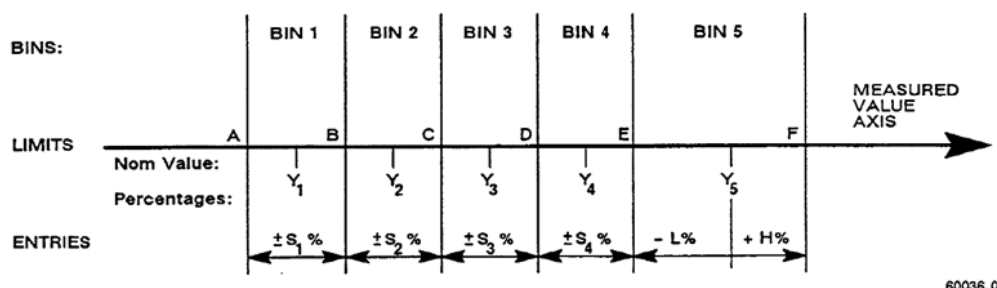 BINS: BIN 1 BIN 2 BIN 3 BIN 4 BIN 5
MEASURED
VALUE
AXIS
LIMITS A B C D E F
Nom Value: Y1 Y2 Y3 Y4 Y5
Percentages:
ENTRIES ±S1 % ±S2 % ±S3 % ±S4 % - L% + H%